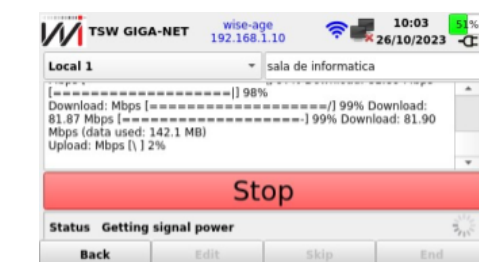 TSW GIGA-NET
wise-age
192.168.1.10
10:03
26/10/2023
51%
Local 1
sala de informatica
[==================|] 98%
Download: Mbps [==================/] 99% Download:
81.87 Mbps [==================-] 99% Download: 81.90
Mbps (data used: 142.1 MB)
Upload: Mbps [\ ] 2%
Stop
Status Getting signal power
Back
Edit
Skip
End